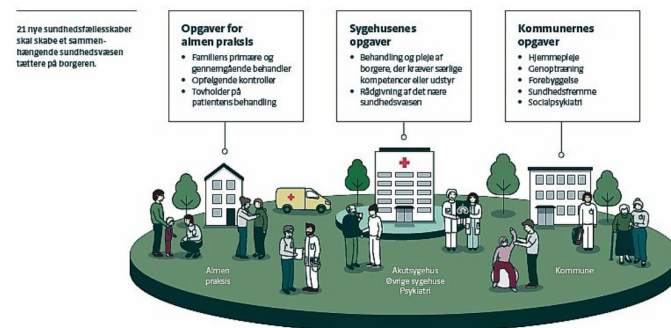 21 nye sundhedsfællesskaber
skal skabe et sammen-
hængende sundhedsvæsen
tættere på borgeren.
Opgaver for
almen praksis
• Familiens primære og
gennemgående behandler
• Opfølgende kontroller
• Tovholder på
patientens behandling
Sygehusenes
opgaver
• Behandling og pleje af
borgere, der kræver særlige
kompetencer eller udstyr
• Rådgivning af det nære
sundhedsvæsen
Kommunernes
opgaver
• Hjemmepleje
• Genoptræning
• Forebyggelse
• Sundhedsfremme
• Socialpsykiatri
Almen
praksis
Akutsygehus
Øvrige sygehuse
Psykiatri
Kommune